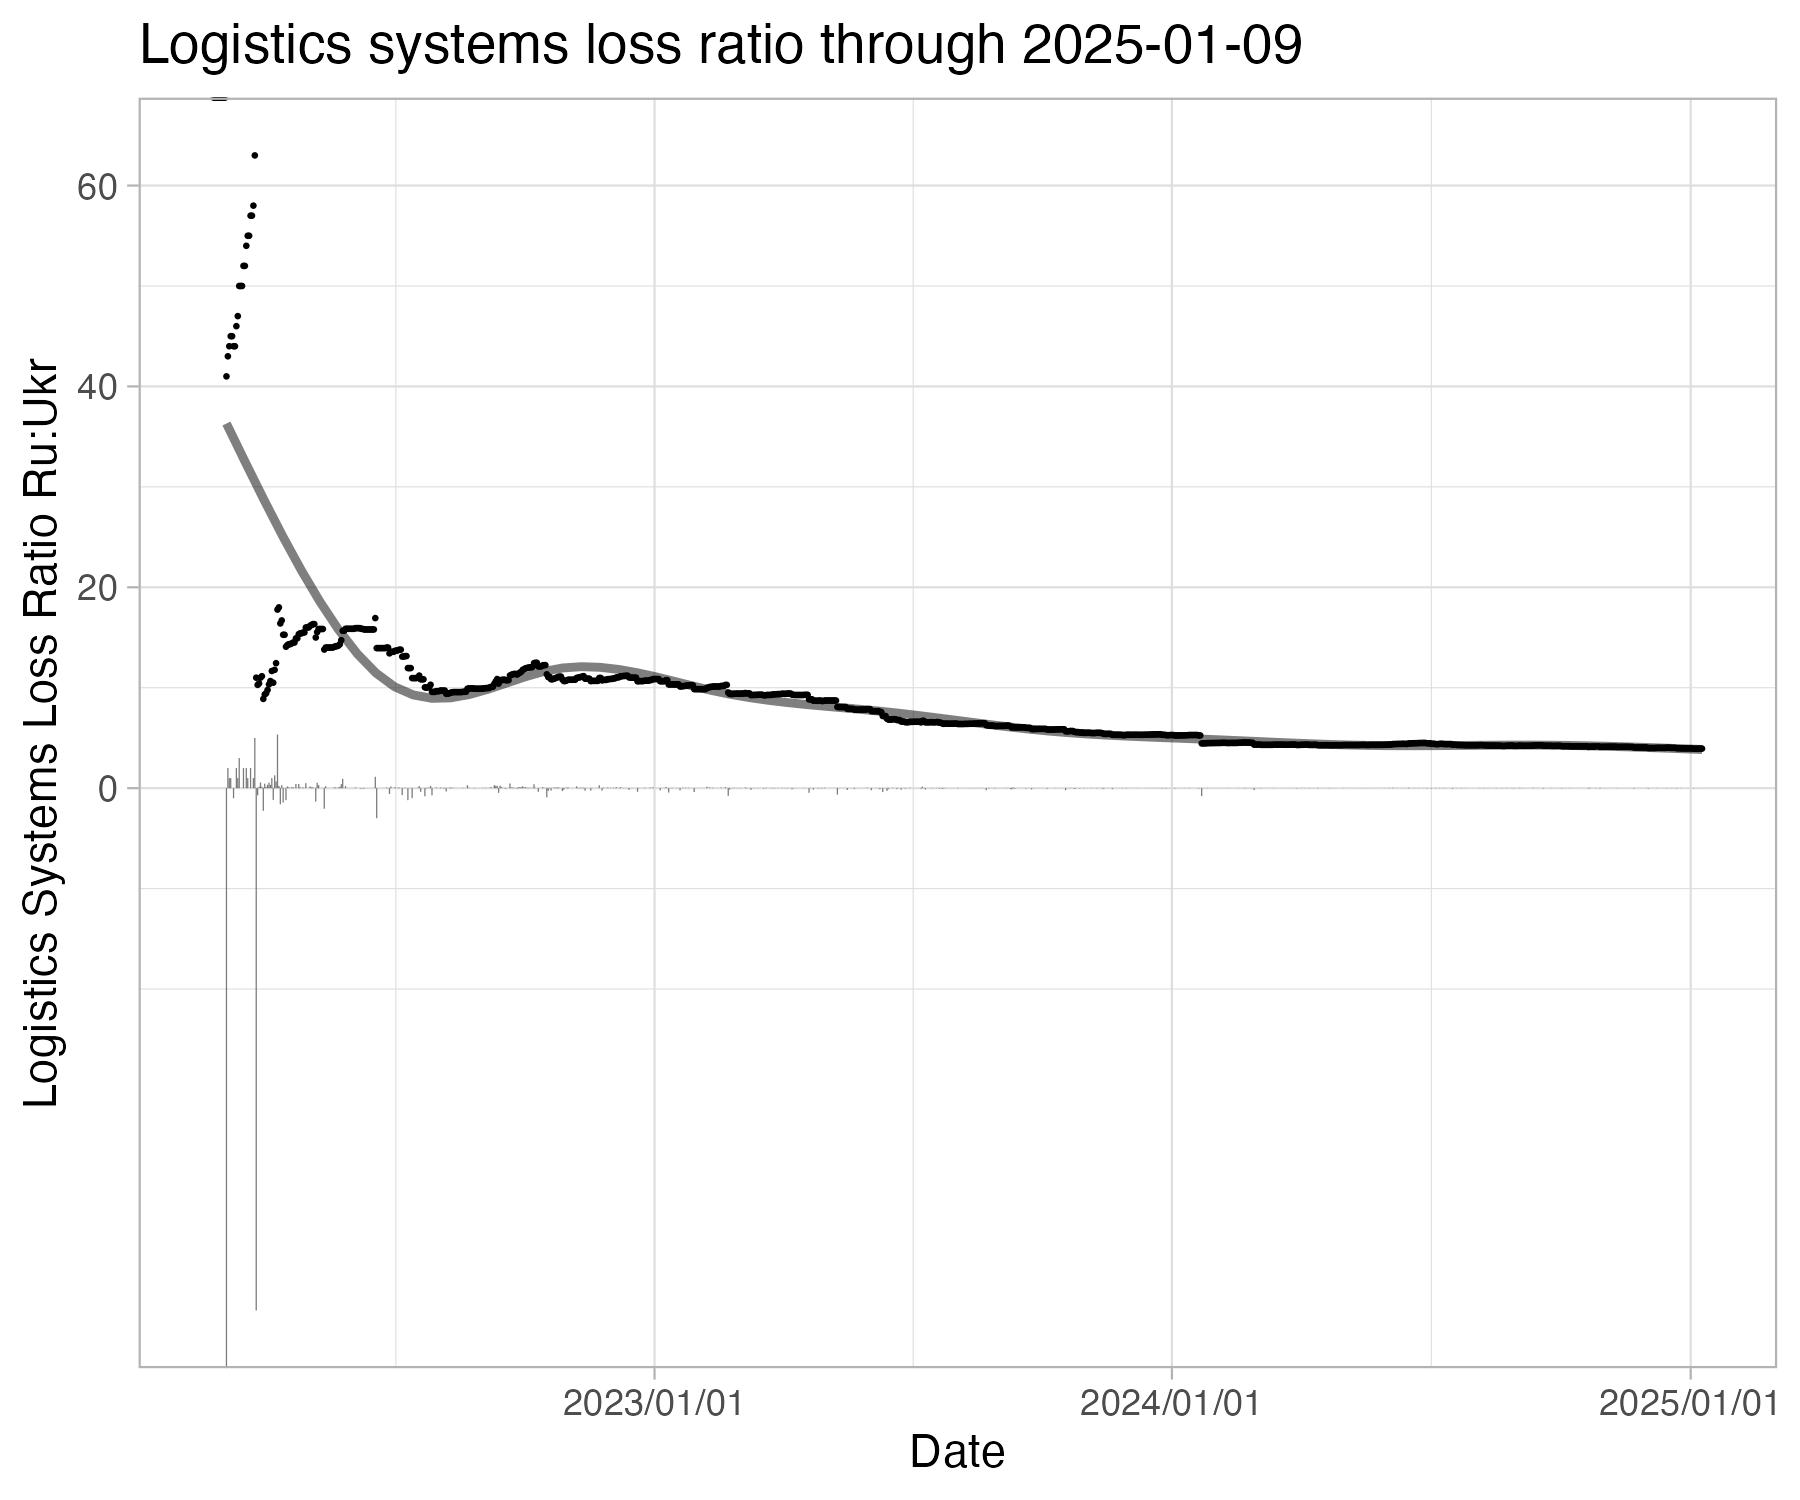 Logistics systems loss ratio through 2025-01-09
Logistics Systems Loss Ratio Ru:Ukr
60
40
20
0
2023/01/01
2024/01/01
2025/01/01
Date